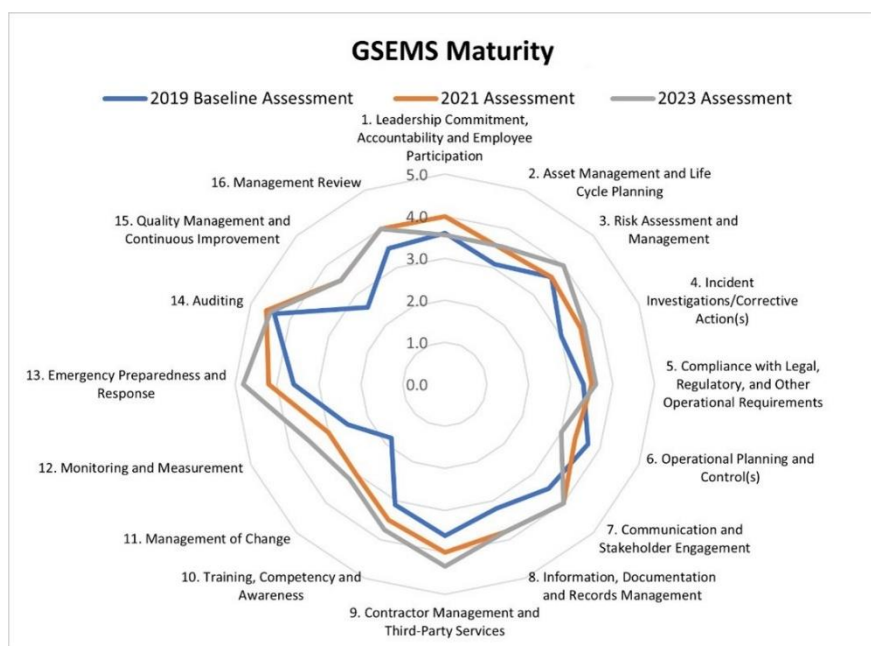 GSEMS Maturity
2019 Baseline Assessment
2021 Assessment
2023 Assessment
1. Leadership Commitment,
Accountability and Employee
Participation
2. Asset Management and Life
Cycle Planning
3. Risk Assessment and
Management
4. Incident
Investigations/Corrective
Action(s)
5. Compliance with Legal,
Regulatory, and Other
Operational Requirements
6. Operational Planning and
Control(s)
7. Communication and
Stakeholder Engagement
8. Information, Documentation
and Records Management
9. Contractor Management and
Third-Party Services
10. Training, Competency and
Awareness
11. Management of Change
12. Monitoring and Measurement
13. Emergency Preparedness and
Response
14. Auditing
15. Quality Management and
Continuous Improvement
16. Management Review
5.0
4.0
3.0
2.0
1.0
0.0